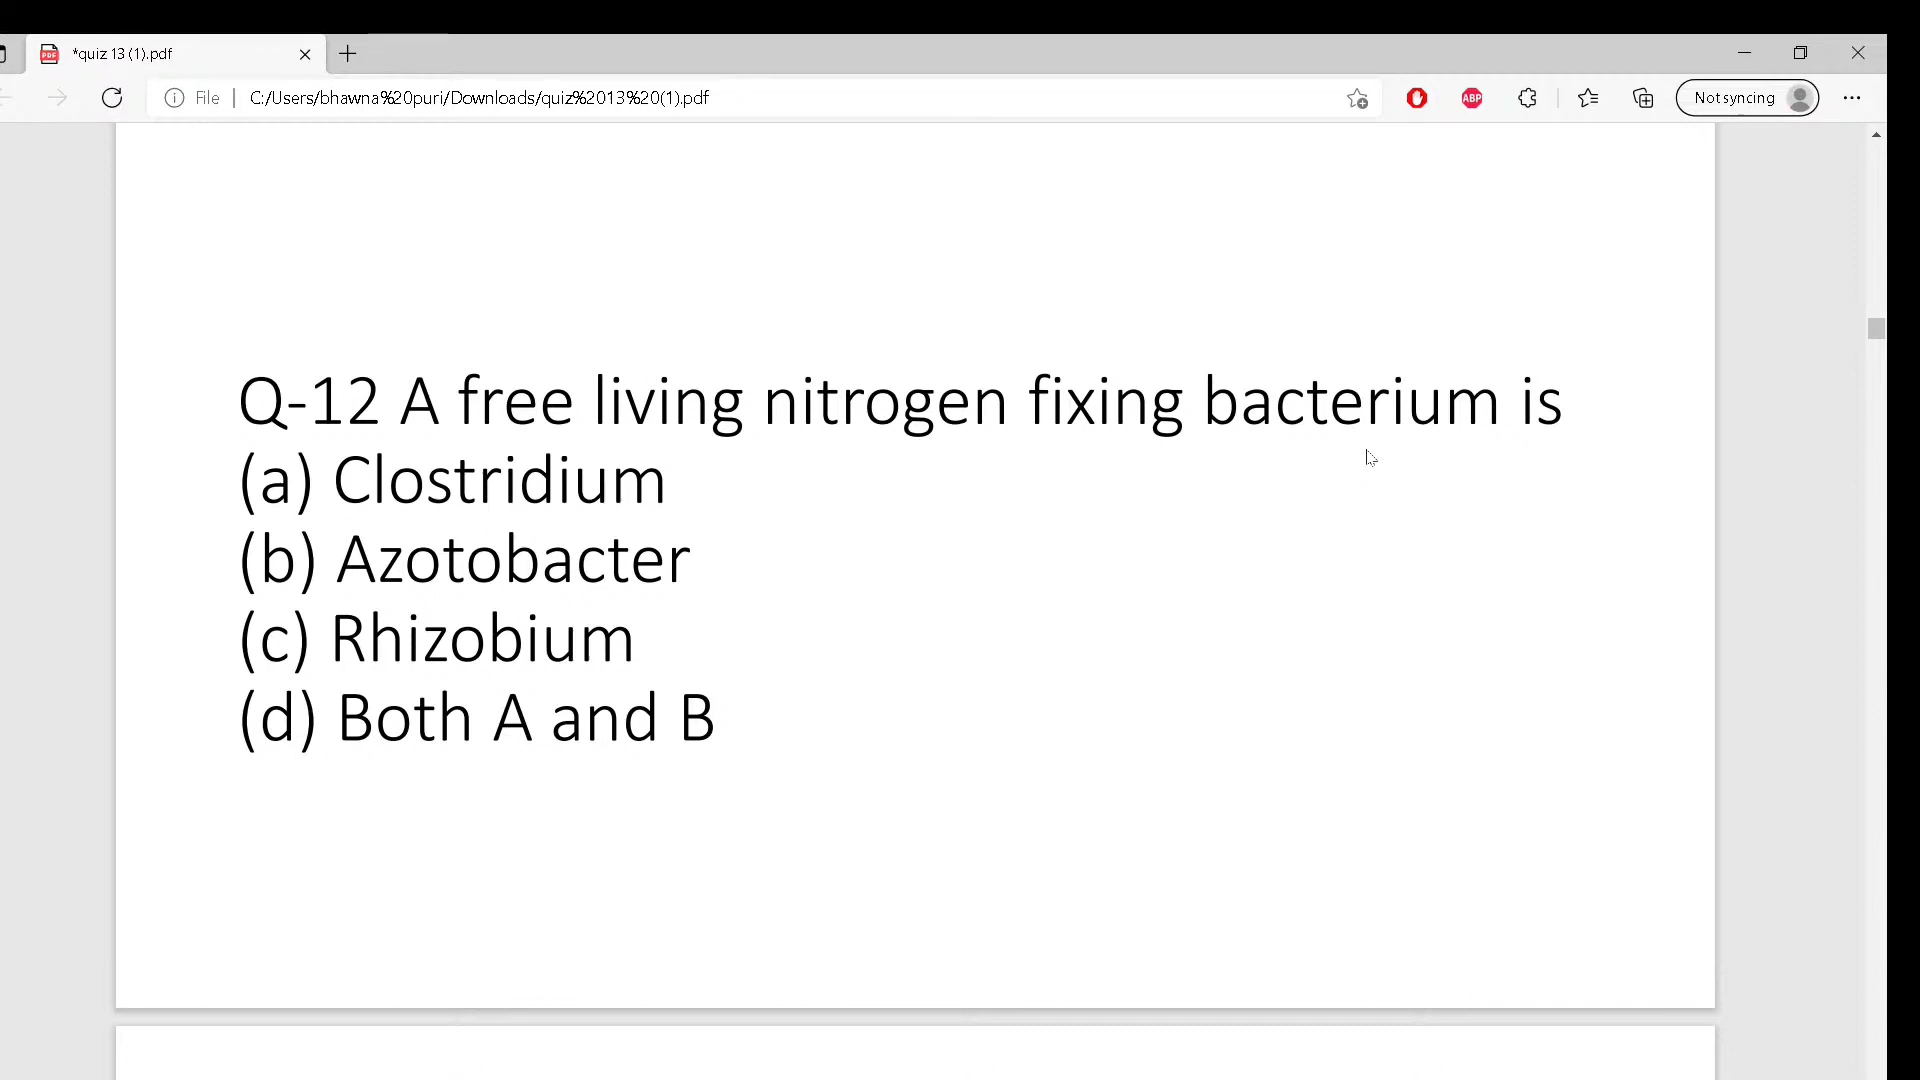 *quiz 13 (1).pdf
File
C:/Users/bhawna%20puri/Downloads/quiz%2013%20(1).pdf
ABP
Not syncing
Q-12 A free living nitrogen fixing bacterium is
(a) Clostridium
(b) Azotobacter
(c) Rhizobium
(d) Both A and B